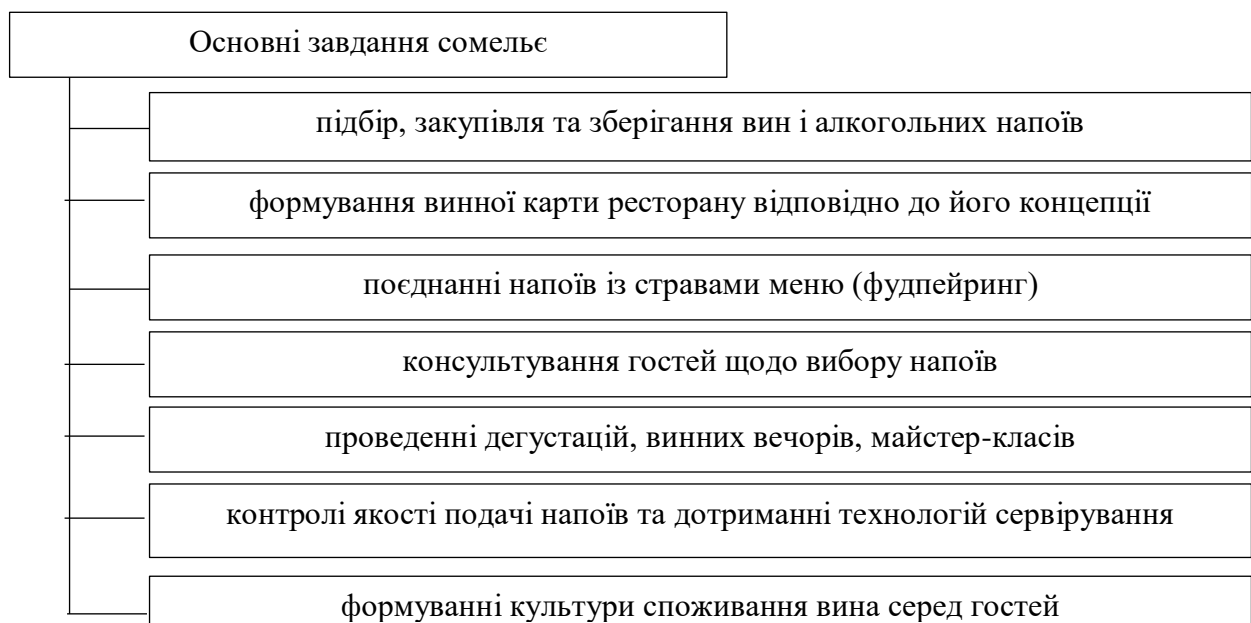 Основні завдання сомельє
підбір, закупівля та зберігання вин і алкогольних напоїв
формування винної карти ресторану відповідно до його концепції
поєднанні напоїв із стравами меню (фудпейринг)
консультування гостей щодо вибору напоїв
проведенні дегустацій, винних вечорів, майстер-класів
контролі якості подачі напоїв та дотриманні технологій сервірування
формуванні культури споживання вина серед гостей